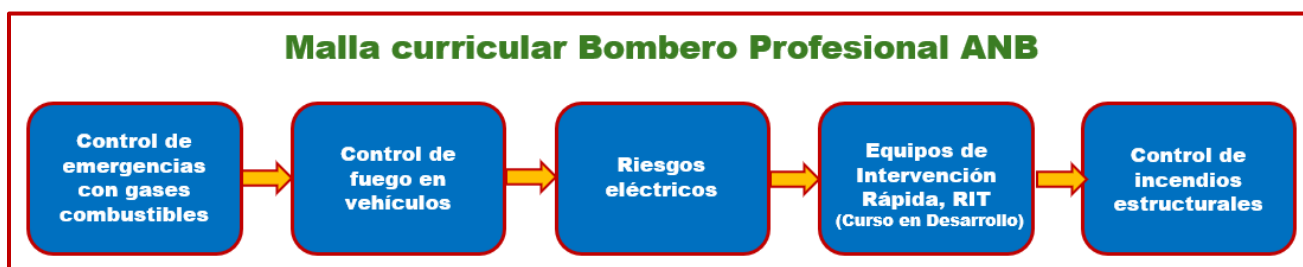 Malla curricular Bombero Profesional ANB
Control de
emergencias
con gases
combustibles
Control de
fuego en
vehículos
Riesgos
eléctricos
Equipos de
Intervención
Rápida, RIT
(Curso en Desarrollo)
Control de
incendios
estructurales